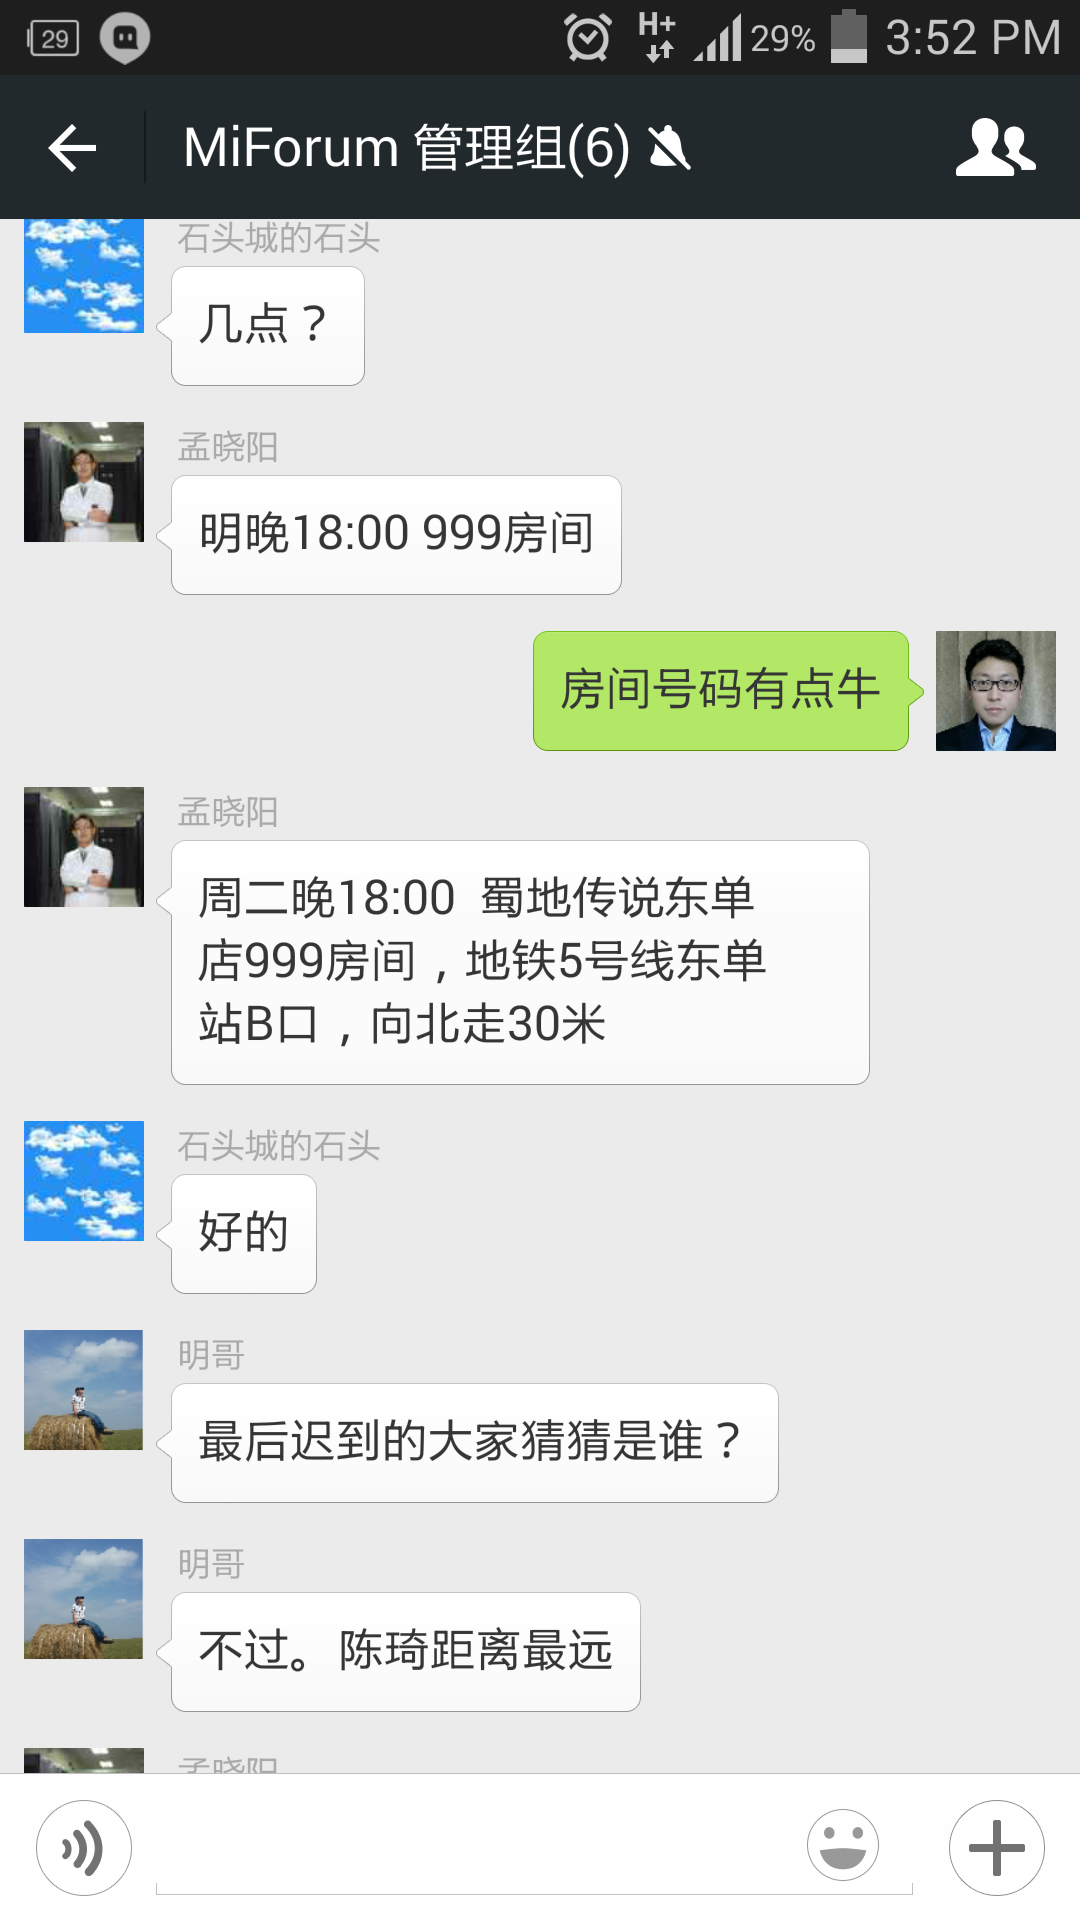 29
H+
29%
3:52 PM
MiForum 管理组(6)
石头城的石头
几点？
孟晓阳
明晚18:00 999房间
房间号码有点牛
孟晓阳
周二晚18:00 蜀地传说东单
店999房间，地铁5号线东单
站B口，向北走30米
石头城的石头
好的
明哥
最后迟到的大家猜猜是谁？
明哥
不过。陈琦距离最远
孟晓阳